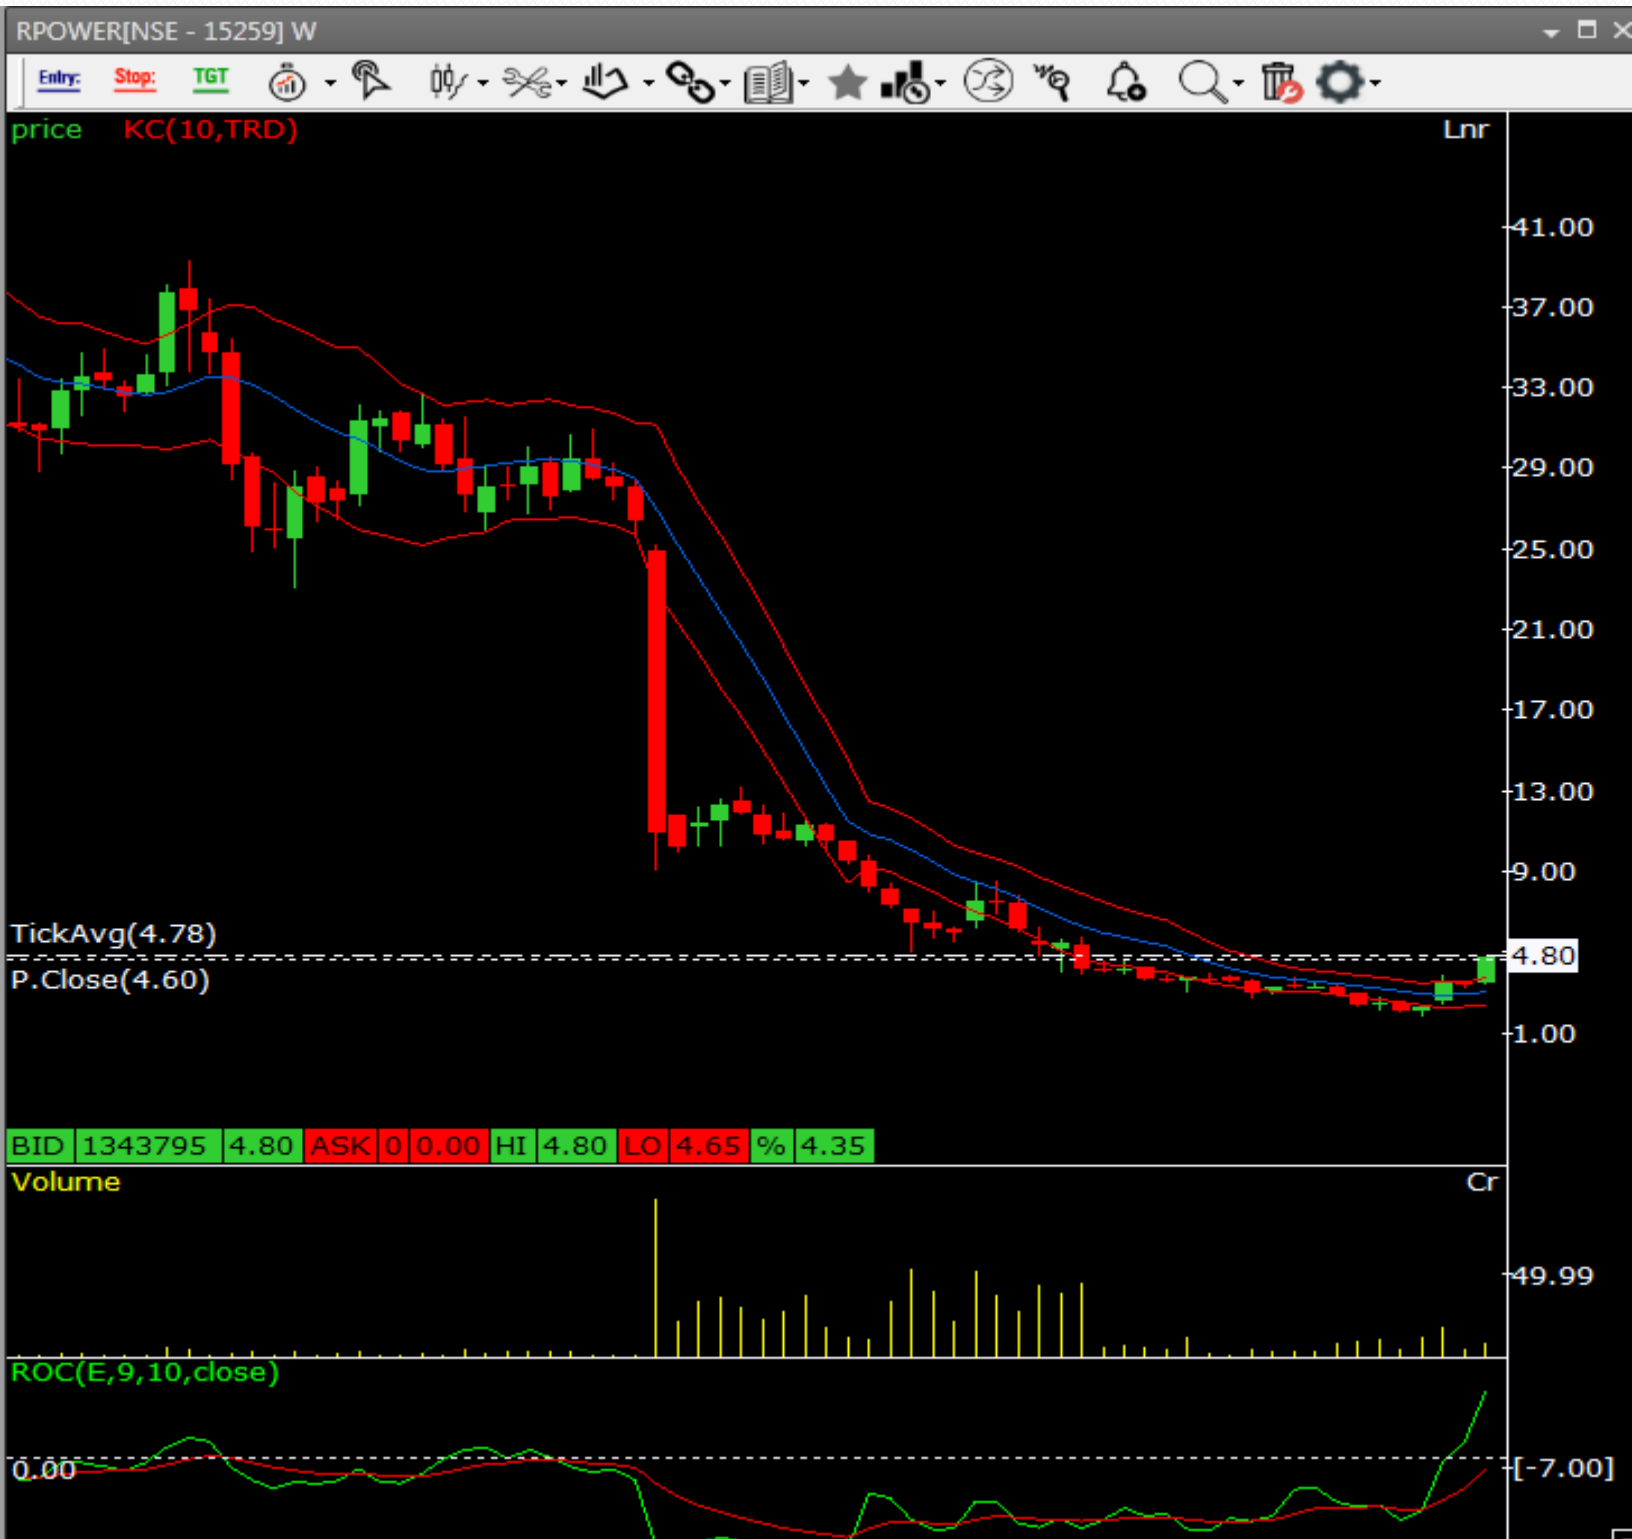 RPOWER[NSE - 15259] W
Entry: Stop: TGT
price KC(10,TRD) Lnr
41.00
37.00
33.00
29.00
25.00
21.00
17.00
13.00
9.00
TickAvg(4.78)
4.80
P.Close(4.60)
1.00
BID 1343795 4.80 ASK 0 0.00 HI 4.80 LO 4.65 % 4.35
Volume Cr
49.99
ROC(E,9,10,close)
0.00 [-7.00]